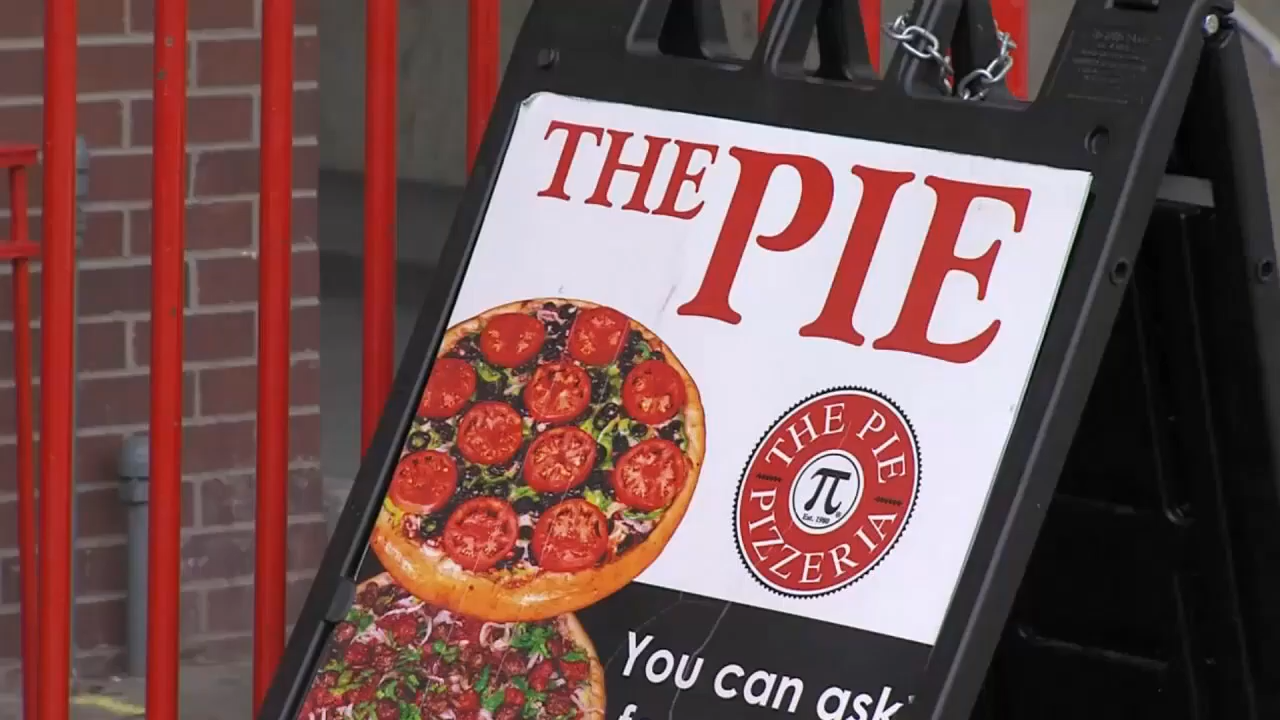 THE PIE
THE PIE
π
Est. 1980
PIZZERIA
You can ask